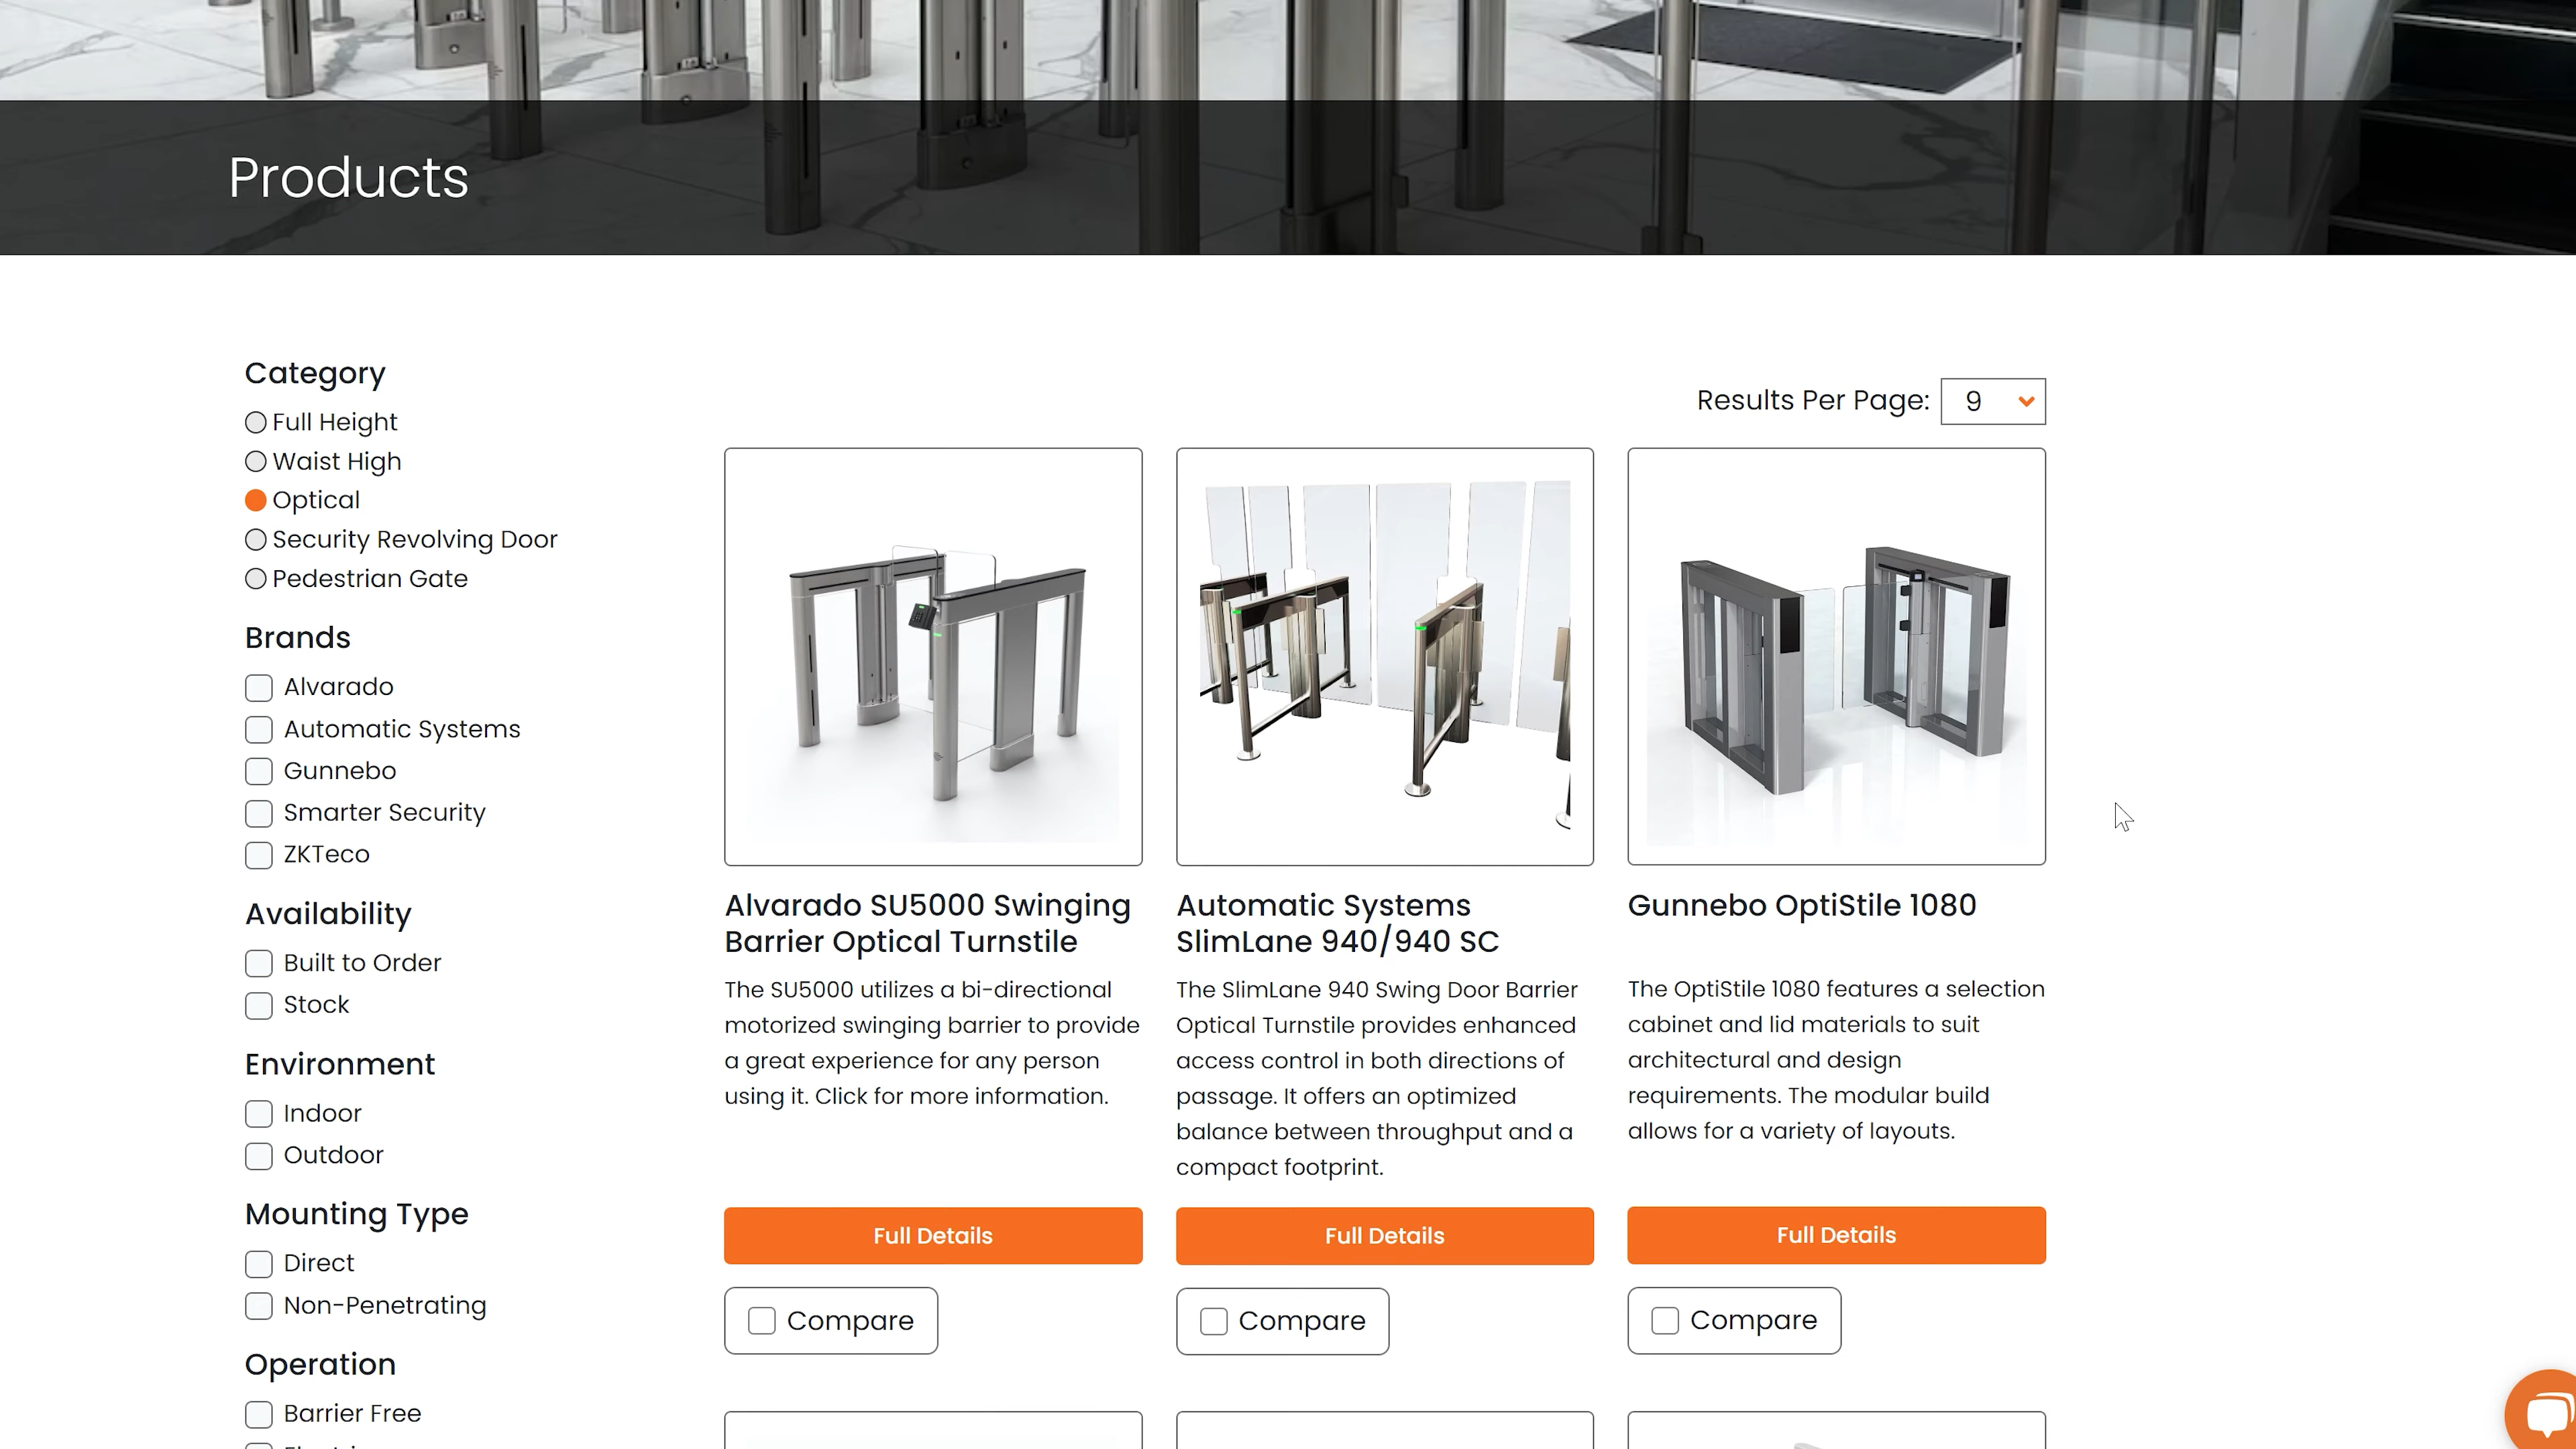 Products
Category
Full Height
Waist High
Optical
Security Revolving Door
Pedestrian Gate
Brands
Alvarado
Automatic Systems
Gunnebo
Smarter Security
ZKTeco
Availability
Built to Order
Stock
Environment
Indoor
Outdoor
Mounting Type
Direct
Non-Penetrating
Operation
Barrier Free
Results Per Page: 9
Alvarado SU5000 Swinging
Barrier Optical Turnstile
The SU5000 utilizes a bi-directional
motorized swinging barrier to provide
a great experience for any person
using it. Click for more information.
Full Details
Compare
Automatic Systems
SlimLane 940/940 SC
The SlimLane 940 Swing Door Barrier
Optical Turnstile provides enhanced
access control in both directions of
passage. It offers an optimized
balance between throughput and a
compact footprint.
Full Details
Compare
Gunnebo OptiStile 1080
The OptiStile 1080 features a selection
cabinet and lid materials to suit
architectural and design
requirements. The modular build
allows for a variety of layouts.
Full Details
Compare